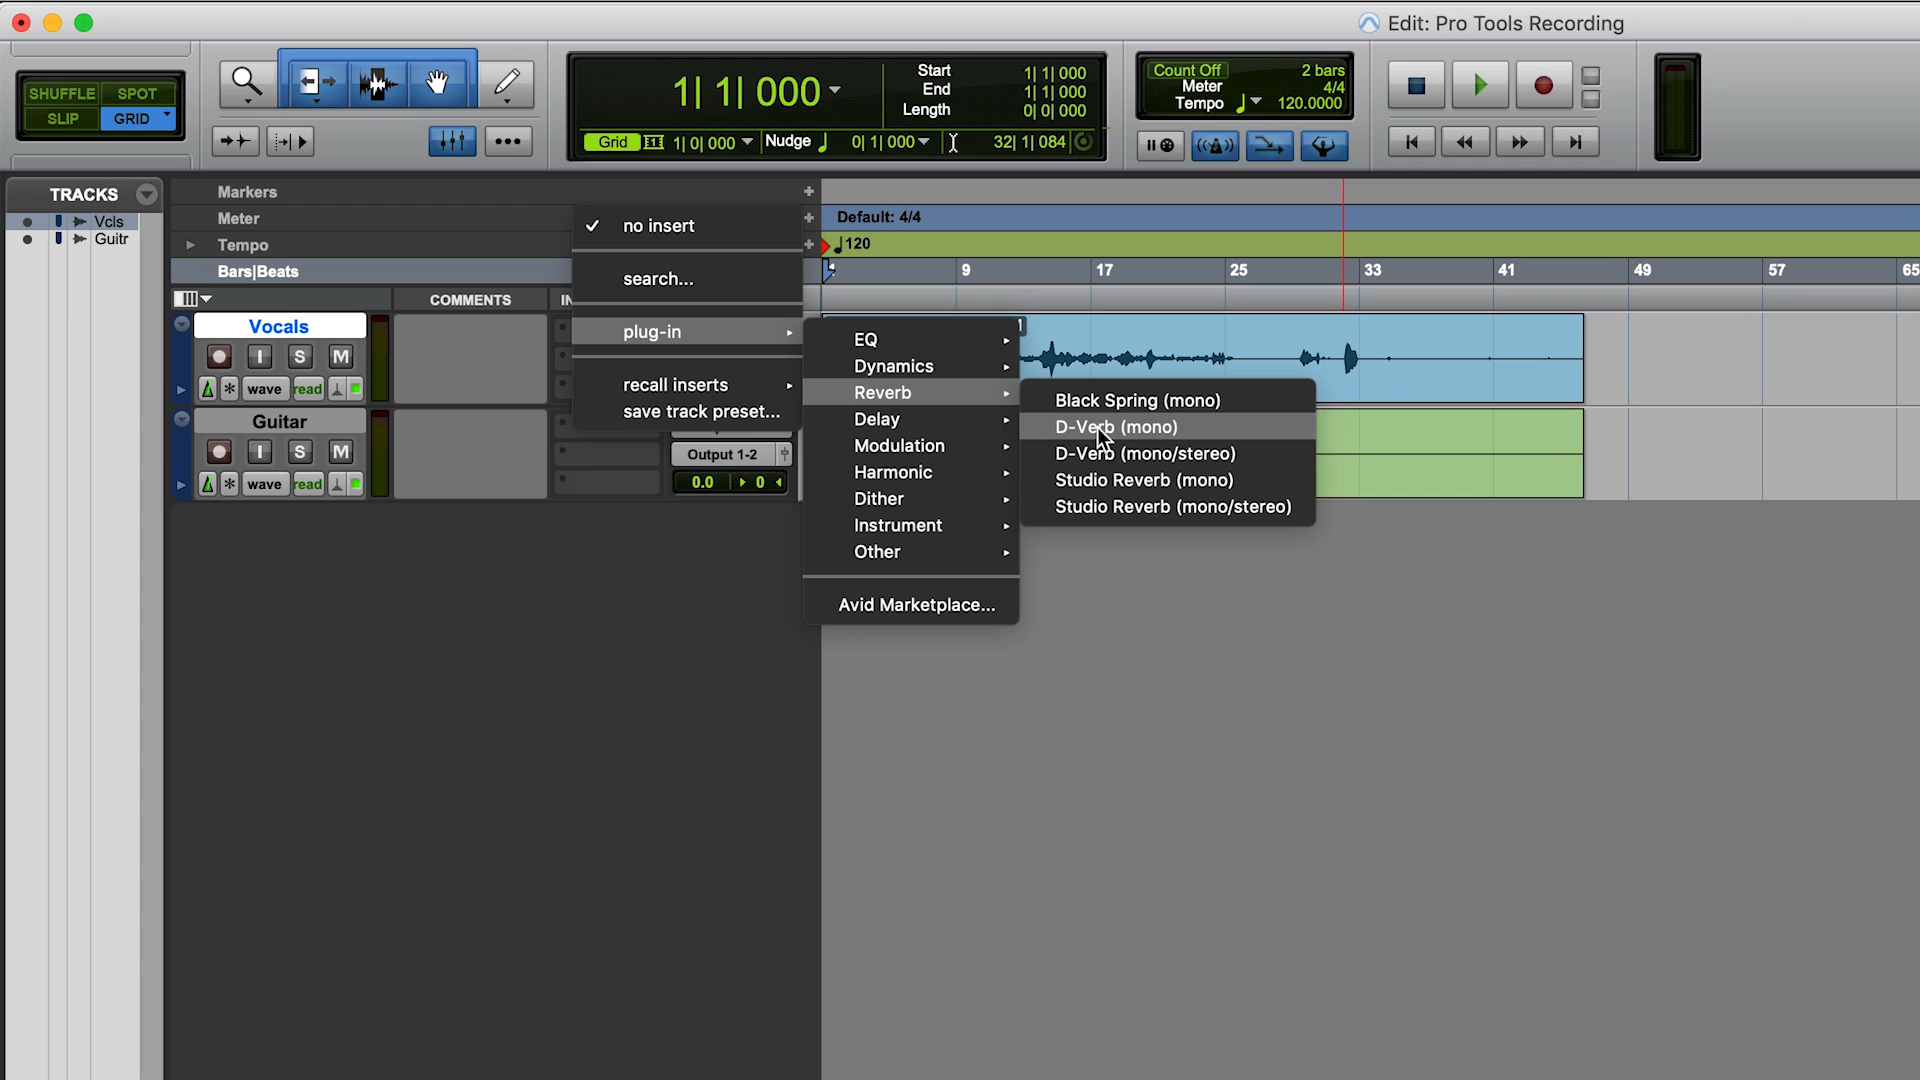 Edit: Pro Tools Recording
SHUFFLE SPOT
SLIP GRID
1| 1| 000
Start 1| 1| 000
End 1| 1| 000
Length 0| 0| 000
Grid 1| 0| 000 Nudge 0| 1| 000 32| 1| 084
Count Off 2 bars
Meter 4/4
Tempo 120.0000
TRACKS
Vcls
Guitr
Markers
Meter
Tempo
Bars|Beats
Default: 4/4
120
9 17 25 33 41 49 57 65
COMMENTS IN
Vocals
I S M
wave read
Guitar
I S M
wave read
Output 1-2
0.0 0
no insert
search...
plug-in
recall inserts
save track preset...
EQ
Dynamics
Reverb
Delay
Modulation
Harmonic
Dither
Instrument
Other
Avid Marketplace...
Black Spring (mono)
D-Verb (mono)
D-Verb (mono/stereo)
Studio Reverb (mono)
Studio Reverb (mono/stereo)